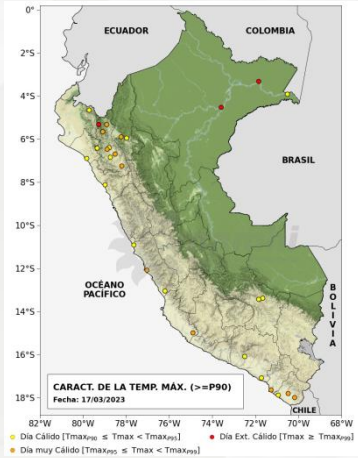 ECUADOR
COLOMBIA
BRASIL
OCÉANO
PACÍFICO
BOLIVIA
CHILE
0°
2°S
4°S
6°S
8°S
10°S
12°S
14°S
16°S
18°S
CARACT. DE LA TEMP. MÁX. (>=P90)
Fecha: 17/03/2023
82°W
80°W
78°W
76°W
74°W
72°W
70°W
68°W
Día Cálido [TmaxP90 ≤ Tmax < TmaxP95]
Día Ext. Cálido [Tmax ≥ TmaxP99]
Día muy Cálido [TmaxP95 ≤ Tmax < TmaxP99]